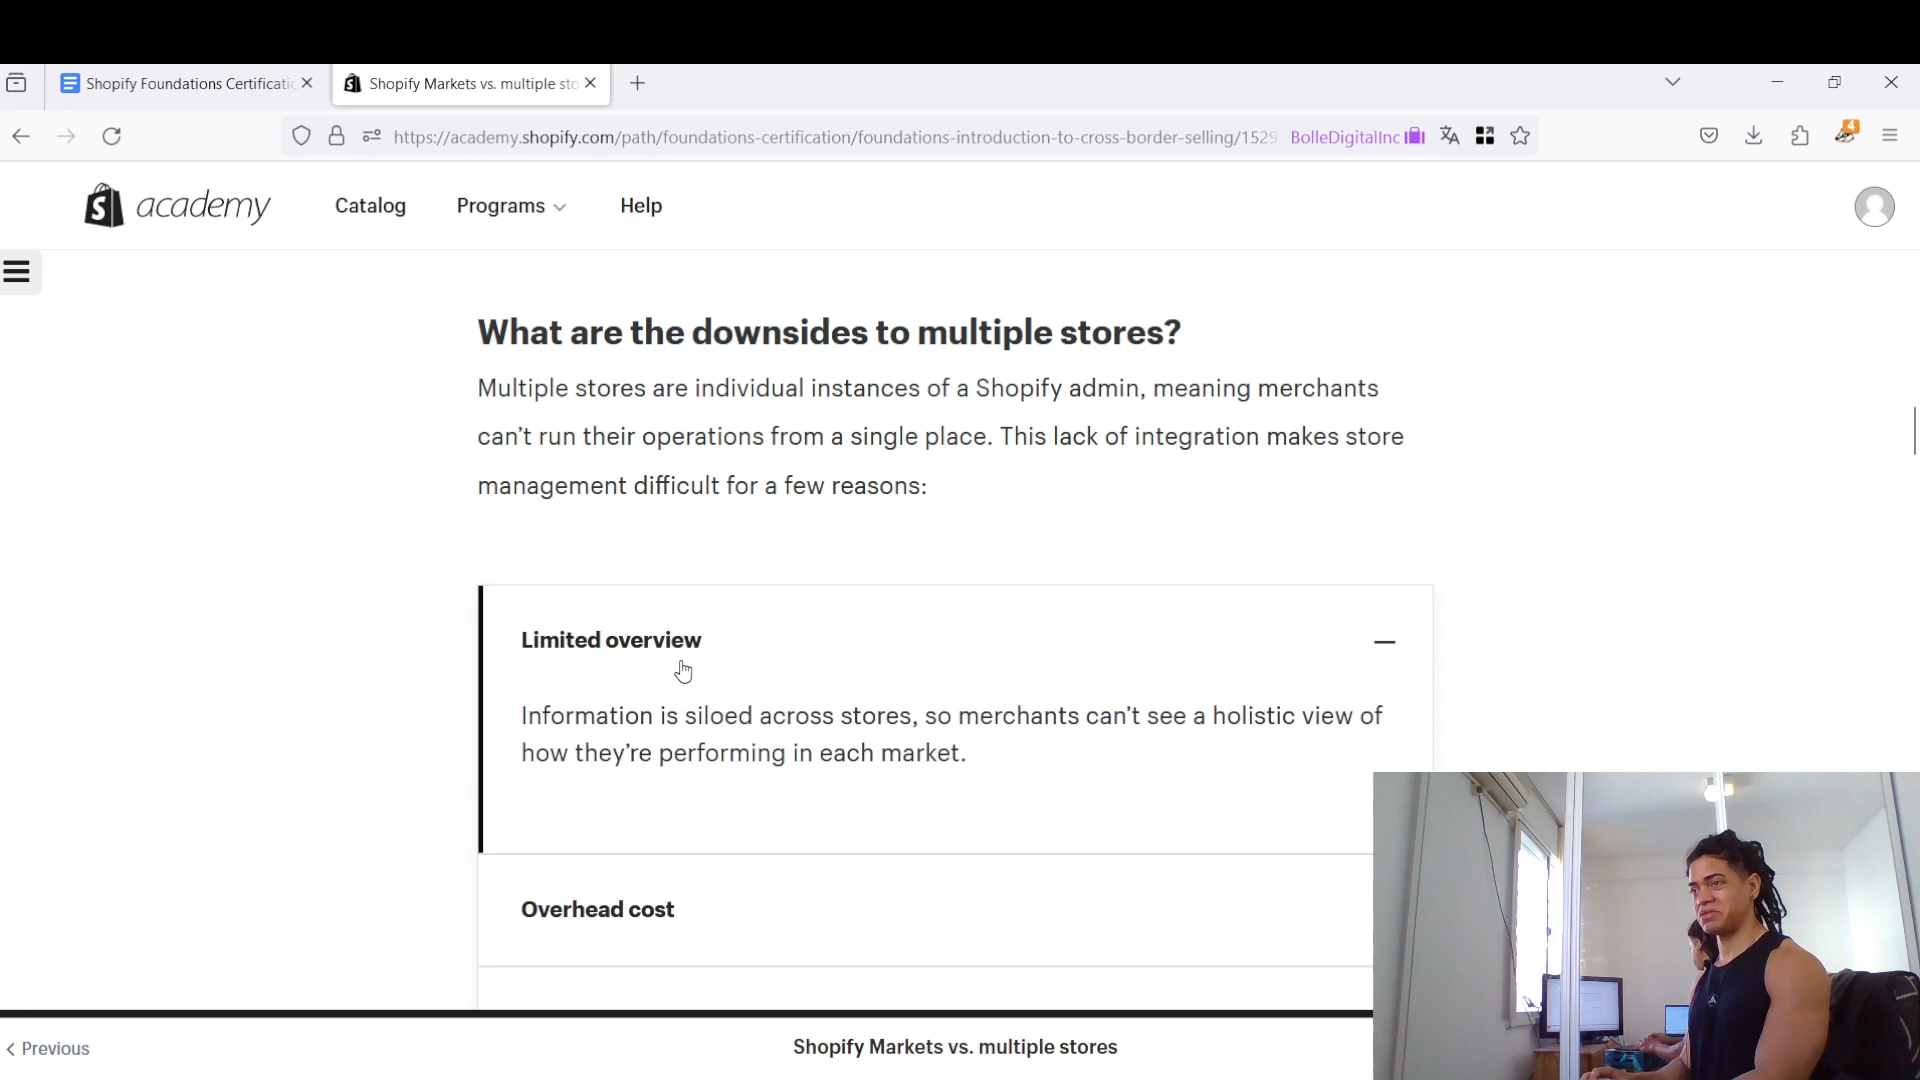 Shopify Foundations Certificatio
Shopify Markets vs. multiple sto
https://academy.shopify.com/path/foundations-certification/foundations-introduction-to-cross-border-selling/1529
BolleDigitalInc
4
academy
Catalog
Programs
Help
What are the downsides to multiple stores?
Multiple stores are individual instances of a Shopify admin, meaning merchants
can’t run their operations from a single place. This lack of integration makes store
management difficult for a few reasons:
Limited overview
Information is siloed across stores, so merchants can’t see a holistic view of
how they’re performing in each market.
Overhead cost
Previous
Shopify Markets vs. multiple stores